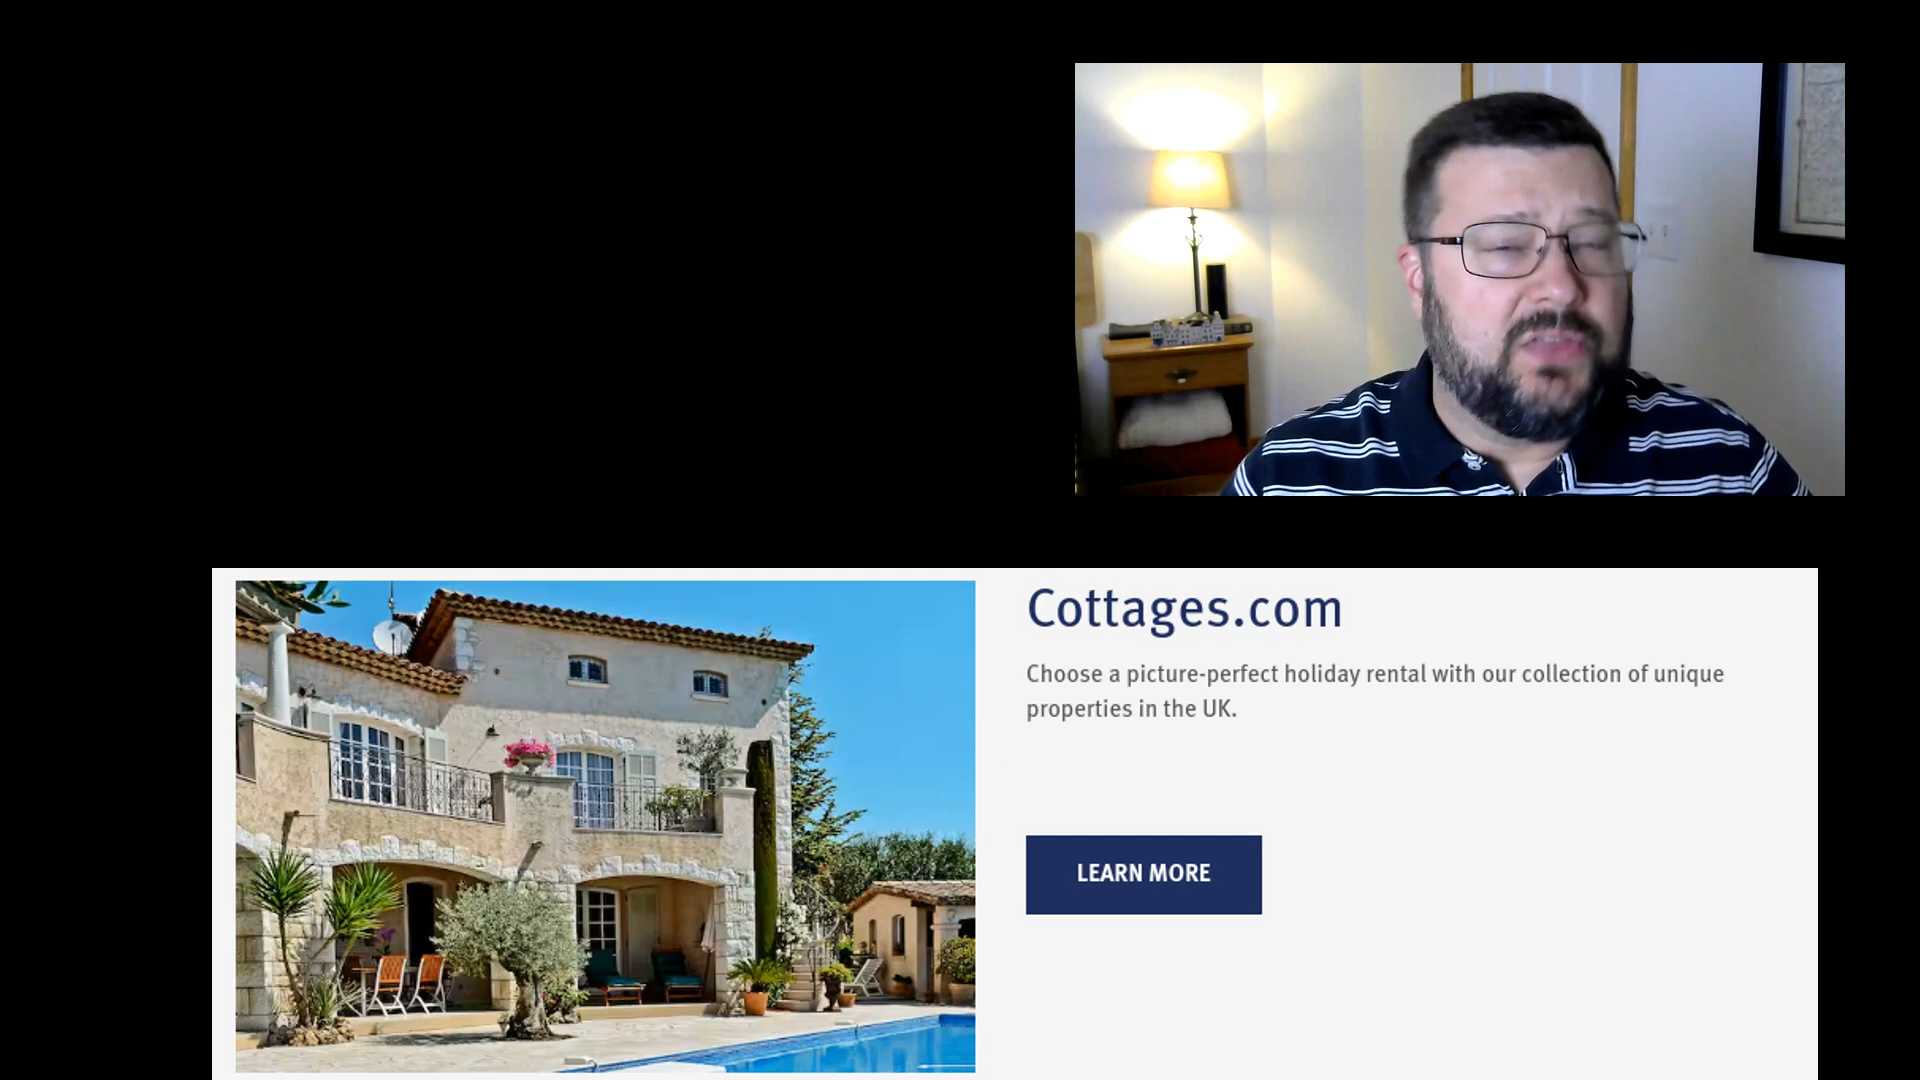 Cottages.com
Choose a picture-perfect holiday rental with our collection of unique
properties in the UK.
LEARN MORE